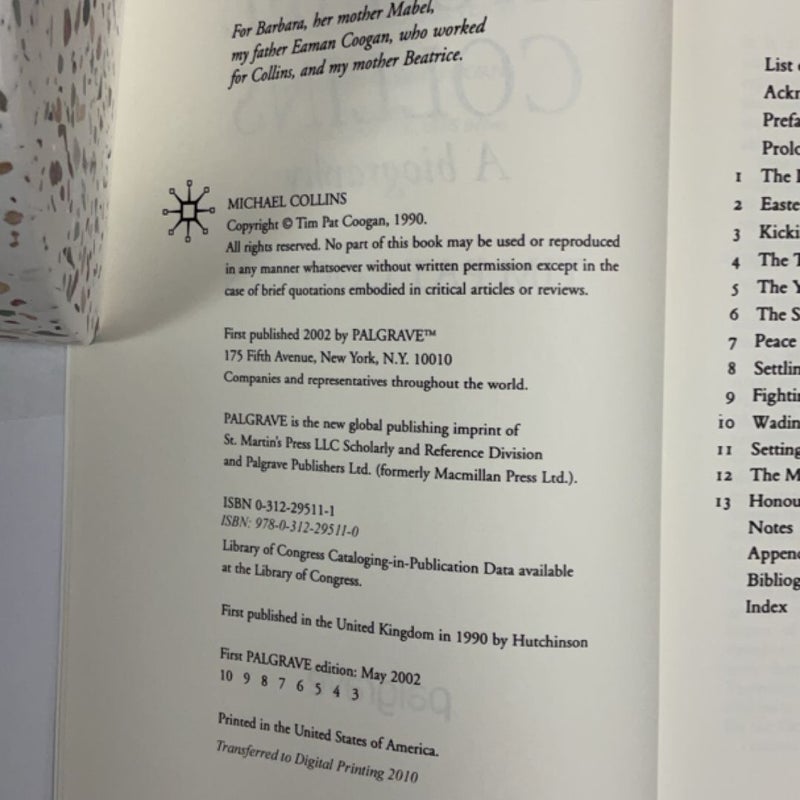 For Barbara, her mother Mabel,
my father Eaman Coogan, who worked
for Collins, and my mother Beatrice.
MICHAEL COLLINS
Copyright © Tim Pat Coogan, 1990.
All rights reserved. No part of this book may be used or reproduced
in any manner whatsoever without written permission except in the
case of brief quotations embodied in critical articles or reviews.
First published 2002 by PALGRAVE™
175 Fifth Avenue, New York, N.Y. 10010
Companies and representatives throughout the world.
PALGRAVE is the new global publishing imprint of
St. Martin's Press LLC Scholarly and Reference Division
and Palgrave Publishers Ltd. (formerly Macmillan Press Ltd.).
ISBN 0-312-29511-1
ISBN: 978-0-312-29511-0
Library of Congress Cataloging-in-Publication Data available
at the Library of Congress.
First published in the United Kingdom in 1990 by Hutchinson
First PALGRAVE edition: May 2002
10 9 8 7 6 5 4 3
Printed in the United States of America.
Transferred to Digital Printing 2010
List
Ackn
Prefa
Prolo
1 The
2 Easte
3 Kicki
4 The T
5 The Y
6 The S
7 Peace
8 Settlin
9 Fighti
10 Wadin
11 Setting
12 The M
13 Honou
Notes
Append
Bibliog
Index